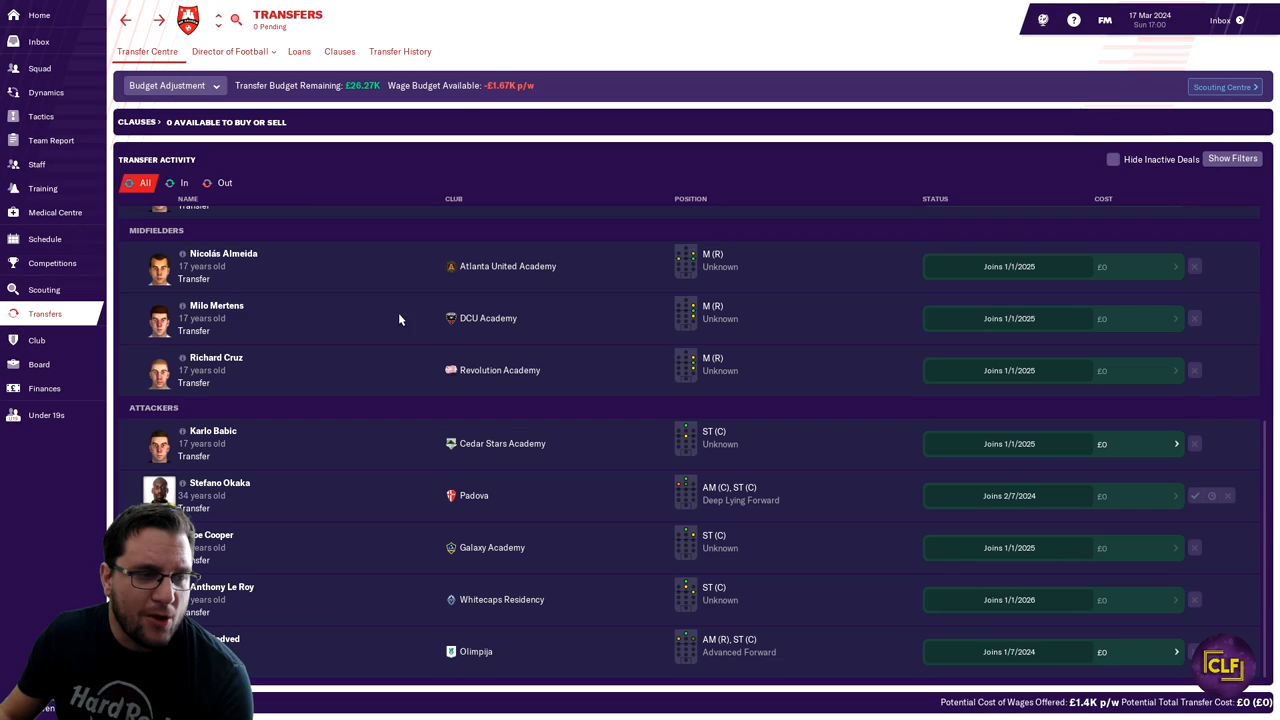 Home
TRANSFERS
0 Pending
FM
17 Mar 2024
Sun 17:00
Inbox
Inbox
Transfer Centre
Director of Football
Loans
Clauses
Transfer History
Squad
Dynamics
Tactics
Team Report
Staff
Training
Medical Centre
Schedule
Competitions
Scouting
Transfers
Club
Board
Finances
Under 19s
Budget Adjustment
Transfer Budget Remaining: £26.27K
Wage Budget Available: -£1.67K p/w
Scouting Centre
CLAUSES
0 AVAILABLE TO BUY OR SELL
TRANSFER ACTIVITY
Hide Inactive Deals
Show Filters
All
In
Out
NAME
CLUB
POSITION
STATUS
COST
MIDFIELDERS
Nicolás Almeida
17 years old
Transfer
Atlanta United Academy
M (R)
Unknown
Joins 1/1/2025
£0
Milo Mertens
17 years old
Transfer
DCU Academy
M (R)
Unknown
Joins 1/1/2025
£0
Richard Cruz
17 years old
Transfer
Revolution Academy
M (R)
Unknown
Joins 1/1/2025
£0
ATTACKERS
Karlo Babic
17 years old
Transfer
Cedar Stars Academy
ST (C)
Unknown
Joins 1/1/2025
£0
Stefano Okaka
34 years old
Transfer
Padova
AM (C), ST (C)
Deep Lying Forward
Joins 2/7/2024
£0
Cooper
years old
Galaxy Academy
ST (C)
Unknown
Joins 1/1/2025
£0
Anthony Le Roy
years old
Whitecaps Residency
ST (C)
Unknown
Joins 1/1/2026
£0
Olimpija
AM (R), ST (C)
Advanced Forward
Joins 1/7/2024
£0
CLF
Potential Cost of Wages Offered: £1.4K p/w Potential Total Transfer Cost: £0 (£0)